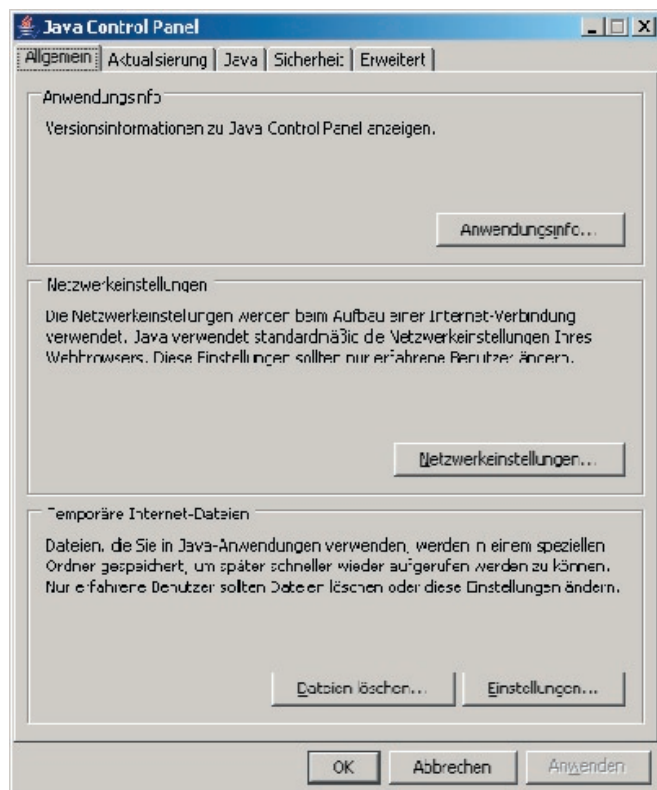 Java Control Panel
Allgemein Aktualisierung Java Sicherheit Erweitert
Anwendungsinfo
Versionsinformationen zu Java Control Panel anzeigen.
Anwendungsinfo...
Netzwerkeinstellungen
Die Netzwerkeinstellungen werden beim Aufbau einer Internet-Verbindung
verwendet. Java verwendet standardmäßig die Netzwerkeinstellungen Ihres
Webbrowsers. Diese Einstellungen sollten nur erfahrene Benutzer ändern.
Netzwerkeinstellungen...
Temporäre Internet-Dateien
Dateien, die Sie in Java-Anwendungen verwenden, werden in einem speziellen
Ordner gespeichert, um später schneller wieder aufgerufen werden zu können.
Nur erfahrene Benutzer sollten Dateien löschen oder diese Einstellungen ändern.
Dateien löschen... Einstellungen...
OK Abbrechen Anwenden